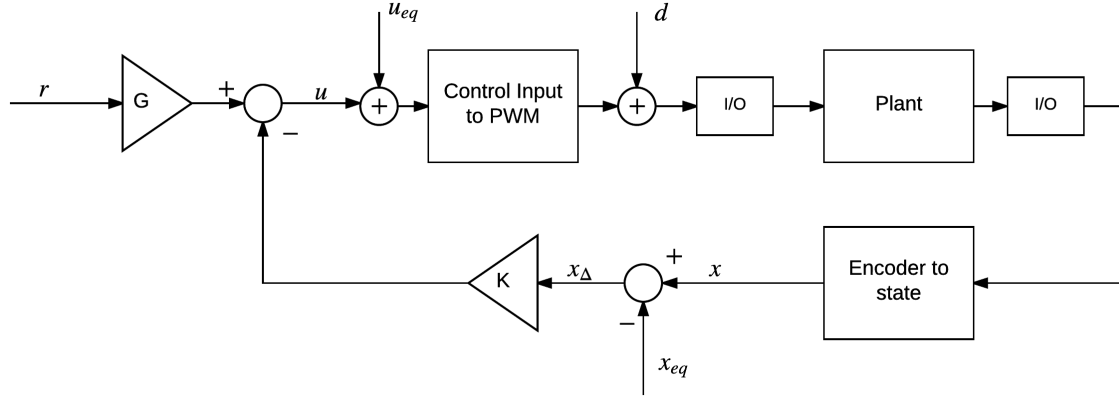 u_eq
d
r
G
+
−
u
+
Control Input
to PWM
+
I/O
Plant
I/O
K
x_Δ
−
+
x
x_eq
Encoder to
state